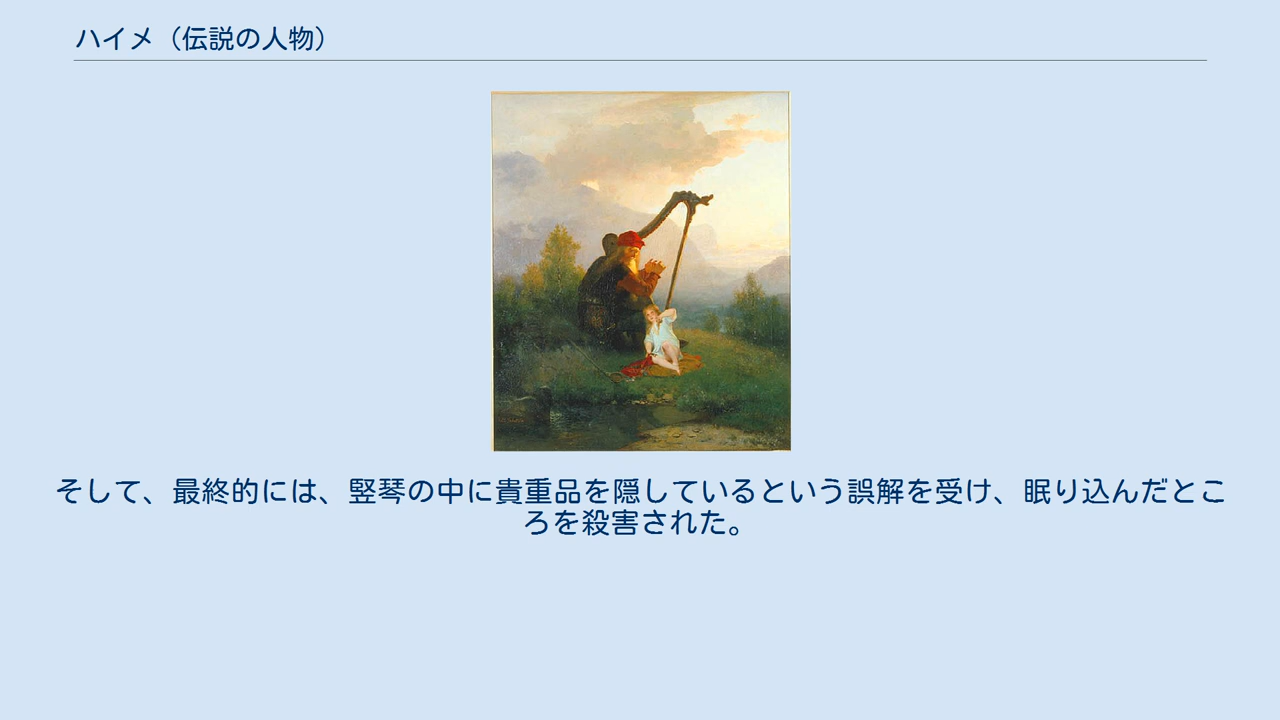 ハイメ（伝説の人物）
そして、最終的には、竪琴の中に貴重品を隠しているという誤解を受け、眠り込んだとこ
ろを殺害された。